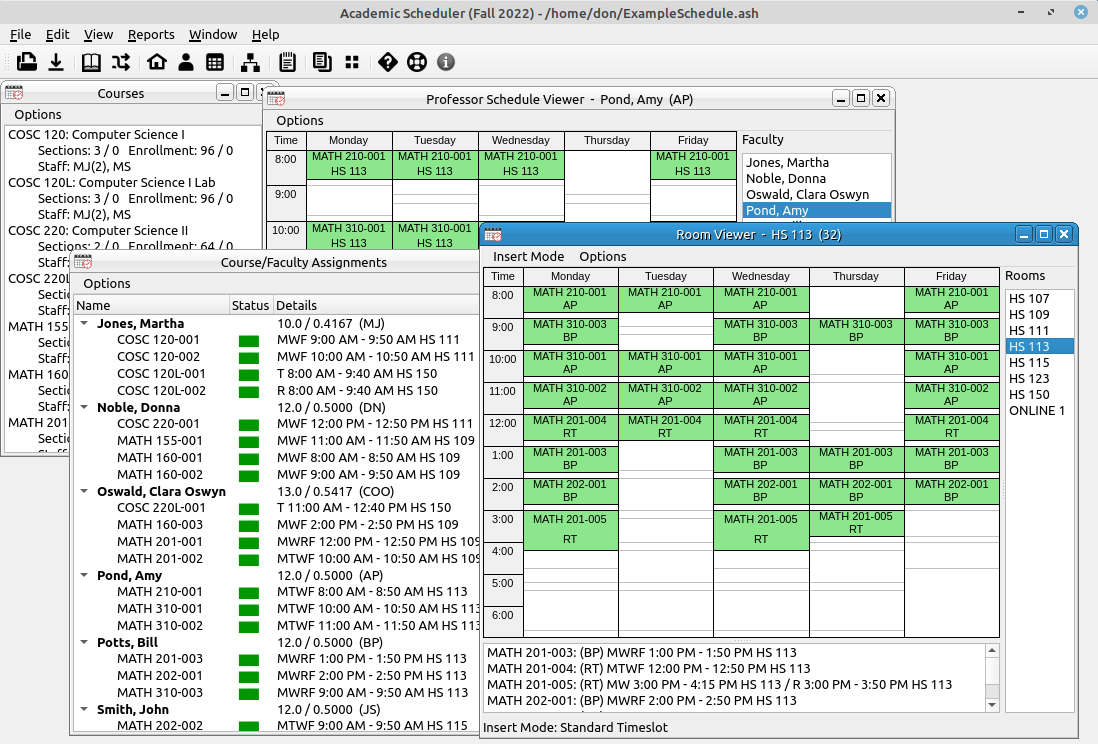 Academic Scheduler (Fall 2022) - /home/don/ExampleSchedule.ash
File Edit View Reports Window Help
Courses
Options
COSC 120: Computer Science I
Sections: 3 / 0 Enrollment: 96 / 0
Staff: MJ(2), MS
COSC 120L: Computer Science I Lab
Sections: 3 / 0 Enrollment: 96 / 0
Staff: MJ(2), MS
COSC 220: Computer Science II
Sections: 2 / 0 Enrollment: 64 / 0
Staff:
COSC 220L
MATH 155
MATH 160
Staff:
MATH 201
Professor Schedule Viewer - Pond, Amy (AP)
Options
Time Monday Tuesday Wednesday Thursday Friday
8:00 MATH 210-001 MATH 210-001 MATH 210-001 MATH 210-001
HS 113 HS 113 HS 113 HS 113
9:00
10:00 MATH 310-001 MATH 310-001
HS 113 HS 113
Faculty
Jones, Martha
Noble, Donna
Oswald, Clara Oswyn
Pond, Amy
Course/Faculty Assignments
Options
Name Status Details
Jones, Martha 10.0 / 0.4167 (MJ)
COSC 120-001 MWF 9:00 AM - 9:50 AM HS 111
COSC 120-002 MWF 10:00 AM - 10:50 AM HS 111
COSC 120L-001 T 8:00 AM - 9:40 AM HS 150
COSC 120L-002 R 8:00 AM - 9:40 AM HS 150
Noble, Donna 12.0 / 0.5000 (DN)
COSC 220-001 MWF 12:00 PM - 12:50 PM HS 111
MATH 155-001 MWF 11:00 AM - 11:50 AM HS 109
MATH 160-001 MWF 8:00 AM - 8:50 AM HS 109
MATH 160-002 MWF 9:00 AM - 9:50 AM HS 109
Oswald, Clara Oswyn 13.0 / 0.5417 (COO)
COSC 220L-001 T 11:00 AM - 12:40 PM HS 150
MATH 160-003 MWF 2:00 PM - 2:50 PM HS 109
MATH 201-001 MWRF 12:00 PM - 12:50 PM HS 109
MATH 201-002 MTWF 10:00 AM - 10:50 AM HS 109
Pond, Amy 12.0 / 0.5000 (AP)
MATH 210-001 MTWF 8:00 AM - 8:50 AM HS 113
MATH 310-001 MTWF 10:00 AM - 10:50 AM HS 113
MATH 310-002 MTWF 11:00 AM - 11:50 AM HS 113
Potts, Bill 12.0 / 0.5000 (BP)
MATH 201-003 MWRF 1:00 PM - 1:50 PM HS 113
MATH 202-001 MWRF 2:00 PM - 2:50 PM HS 113
MATH 310-003 MWRF 9:00 AM - 9:50 AM HS 113
Smith, John 12.0 / 0.5000 (JS)
MATH 202-002 MTWF 9:00 AM - 9:50 AM HS 115
Room Viewer - HS 113 (32)
Insert Mode Options
Time Monday Tuesday Wednesday Thursday Friday
8:00 MATH 210-001 MATH 210-001 MATH 210-001 MATH 210-001
AP AP AP AP
9:00 MATH 310-003 MATH 310-003 MATH 310-003 MATH 310-003
BP BP BP BP
10:00 MATH 310-001 MATH 310-001 MATH 310-001 MATH 310-001
AP AP AP AP
11:00 MATH 310-002 MATH 310-002 MATH 310-002 MATH 310-002
AP AP AP AP
12:00 MATH 201-004 MATH 201-004 MATH 201-004 MATH 201-004
RT RT RT RT
1:00 MATH 201-003 MATH 201-003 MATH 201-003 MATH 201-003
BP BP BP BP
2:00 MATH 202-001 MATH 202-001 MATH 202-001 MATH 202-001
BP BP BP BP
3:00 MATH 201-005 MATH 201-005 MATH 201-005
RT RT RT
4:00
5:00
6:00
Rooms
HS 107
HS 109
HS 111
HS 113
HS 115
HS 123
HS 150
ONLINE 1
MATH 201-003: (BP) MWRF 1:00 PM - 1:50 PM HS 113
MATH 201-004: (RT) MTWF 12:00 PM - 12:50 PM HS 113
MATH 201-005: (RT) MW 3:00 PM - 4:15 PM HS 113 / R 3:00 PM - 3:50 PM HS 113
MATH 202-001: (BP) MWRF 2:00 PM - 2:50 PM HS 113
Insert Mode: Standard Timeslot